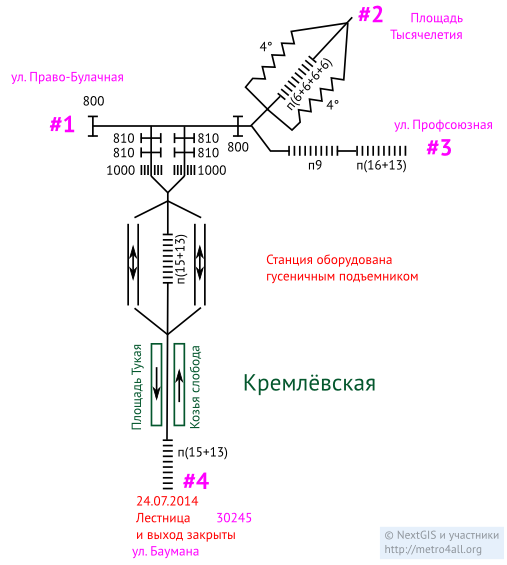 #2
Площадь
Тысячелетия
4°
п(6+6+6+6)
4°
ул. Право-Булачная
800
#1
800
ул. Профсоюзная
#3
п9
п(16+13)
810
810
810
810
1000
1000
п(15+13)
Станция оборудована
гусеничным подъемником
Площадь Тукая
Козья слобода
Кремлёвская
п(15+13)
#4
24.07.2014
Лестница
30245
и выход закрыты
ул. Баумана
© NextGIS и участники
http://metro4all.org